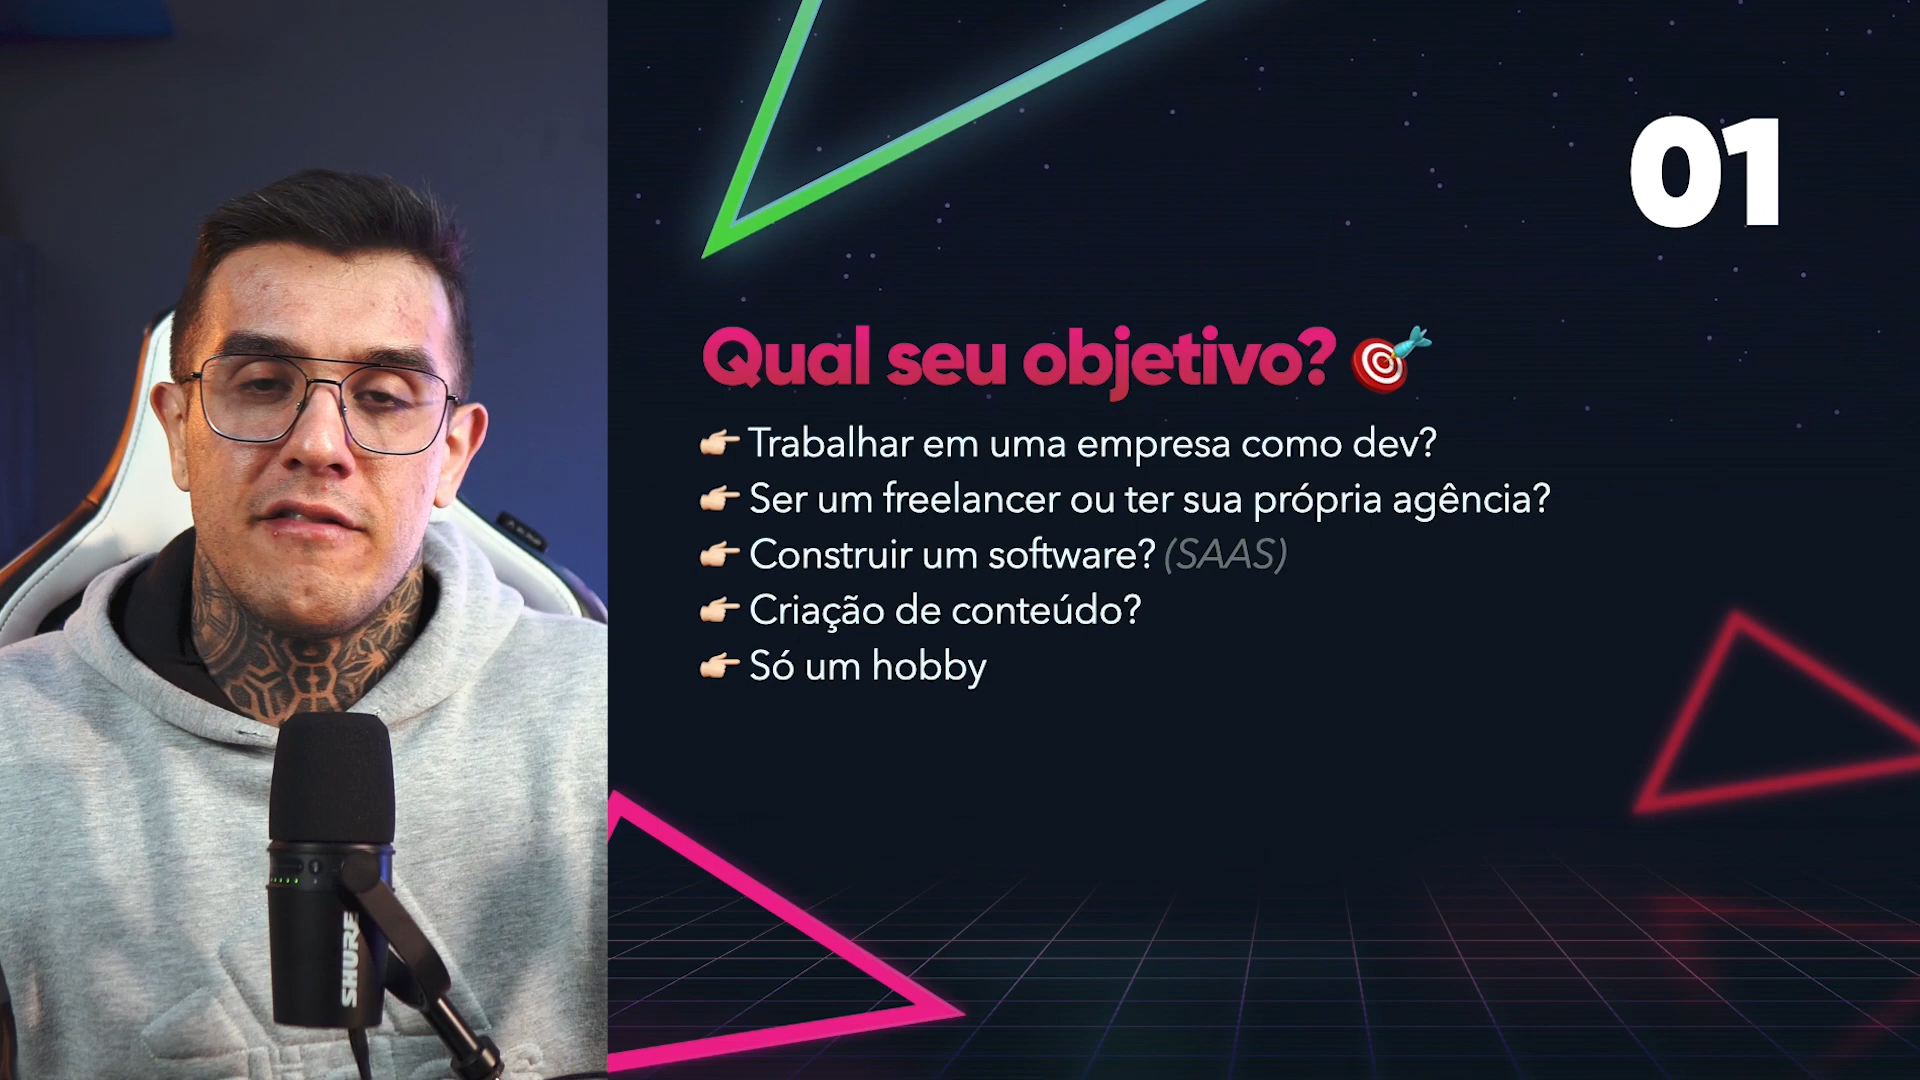 01
Qual seu objetivo? 🎯
👉🏻 Trabalhar em uma empresa como dev?
👉🏻 Ser um freelancer ou ter sua própria agência?
👉🏻 Construir um software? (SAAS)
👉🏻 Criação de conteúdo?
👉🏻 Só um hobby
SHURE